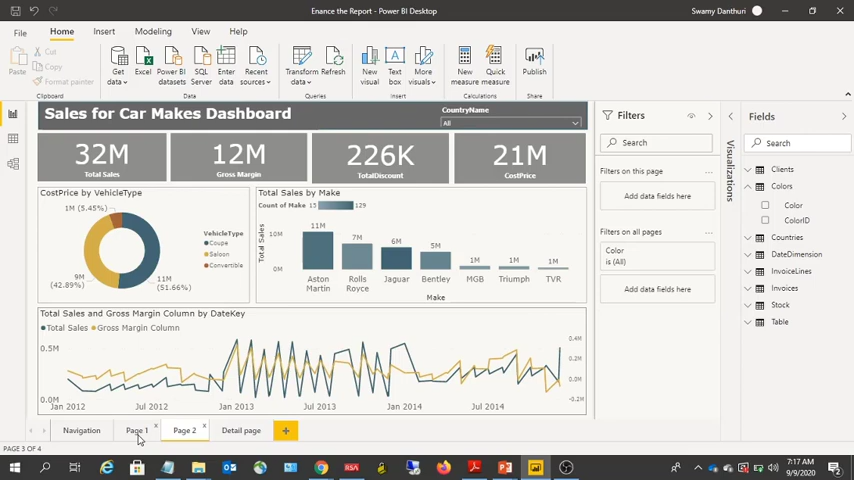 Enance the Report - Power BI Desktop
Swamy Danthuri
File Home Insert Modeling View Help
Paste
Cut
Copy
Format painter
Get data
Excel
Power BI datasets
SQL Server
Enter data
Recent sources
Transform data
Refresh
New visual
Text box
More visuals
New measure
Quick measure
Publish
Clipboard Data Queries Insert Calculations Share
Sales for Car Makes Dashboard
CountryName
All
32M
Total Sales
12M
Gross Margin
226K
TotalDiscount
21M
CostPrice
CostPrice by VehicleType
1M (5.45%)
9M
(42.89%)
11M
(51.66%)
VehicleType
Coupe
Saloon
Convertible
Total Sales by Make
Count of Make 15 129
Total Sales
10M
0M
11M
7M
6M
5M
1M
1M
1M
Aston Martin
Rolls Royce
Jaguar
Bentley
MGB
Triumph
TVR
Make
Total Sales and Gross Margin Column by DateKey
Total Sales Gross Margin Column
0.5M
0.0M
0.4M
0.2M
0.0M
-0.2M
Jan 2012 Jul 2012 Jan 2013 Jul 2013 Jan 2014 Jul 2014
Filters
Search
Filters on this page
Add data fields here
Filters on all pages
Color
is (All)
Add data fields here
Visualizations
Fields
Search
Clients
Colors
Color
ColorID
Countries
DateDimension
InvoiceLines
Invoices
Stock
Table
Navigation Page 1 Page 2 Detail page
PAGE 3 OF 4
RSA
7:17 AM
9/9/2020
2